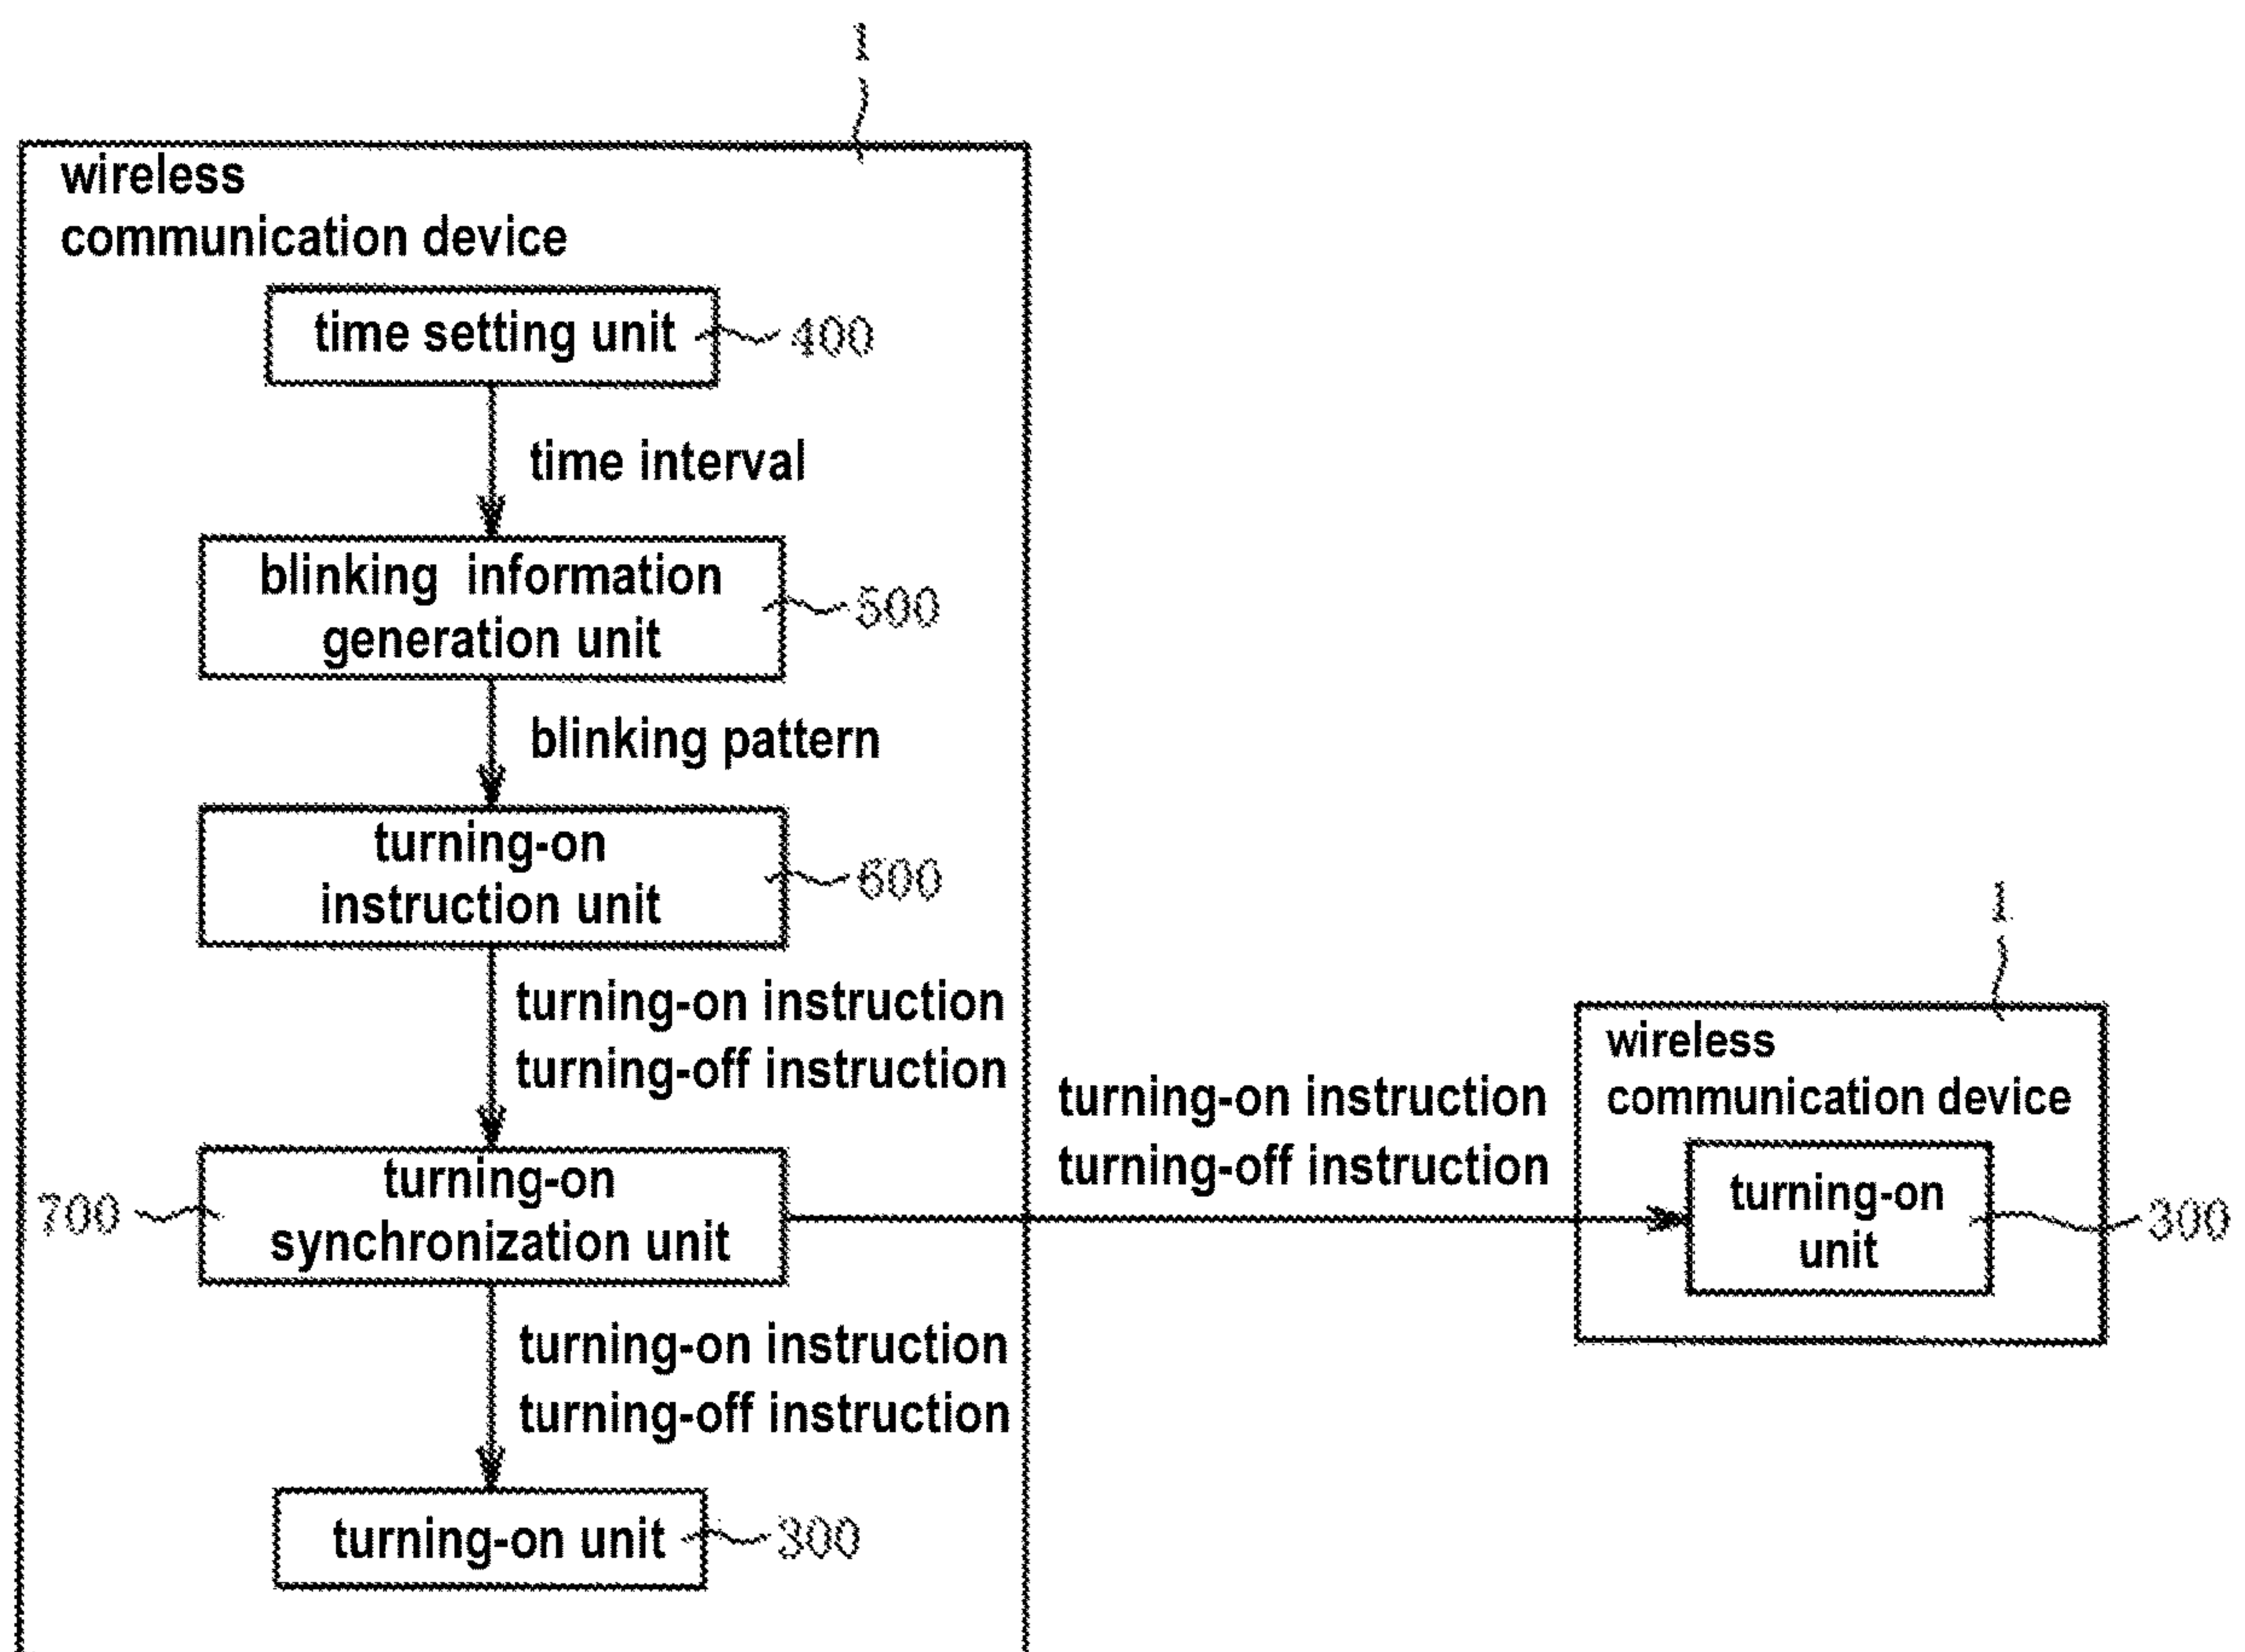 1
wireless
communication device
time setting unit
400
time interval
blinking information
generation unit
500
blinking pattern
turning-on
instruction unit
600
turning-on instruction
turning-off instruction
turning-on
synchronization unit
700
turning-on instruction
turning-off instruction
1
wireless
communication device
turning-on
unit
300
turning-on instruction
turning-off instruction
turning-on unit
300